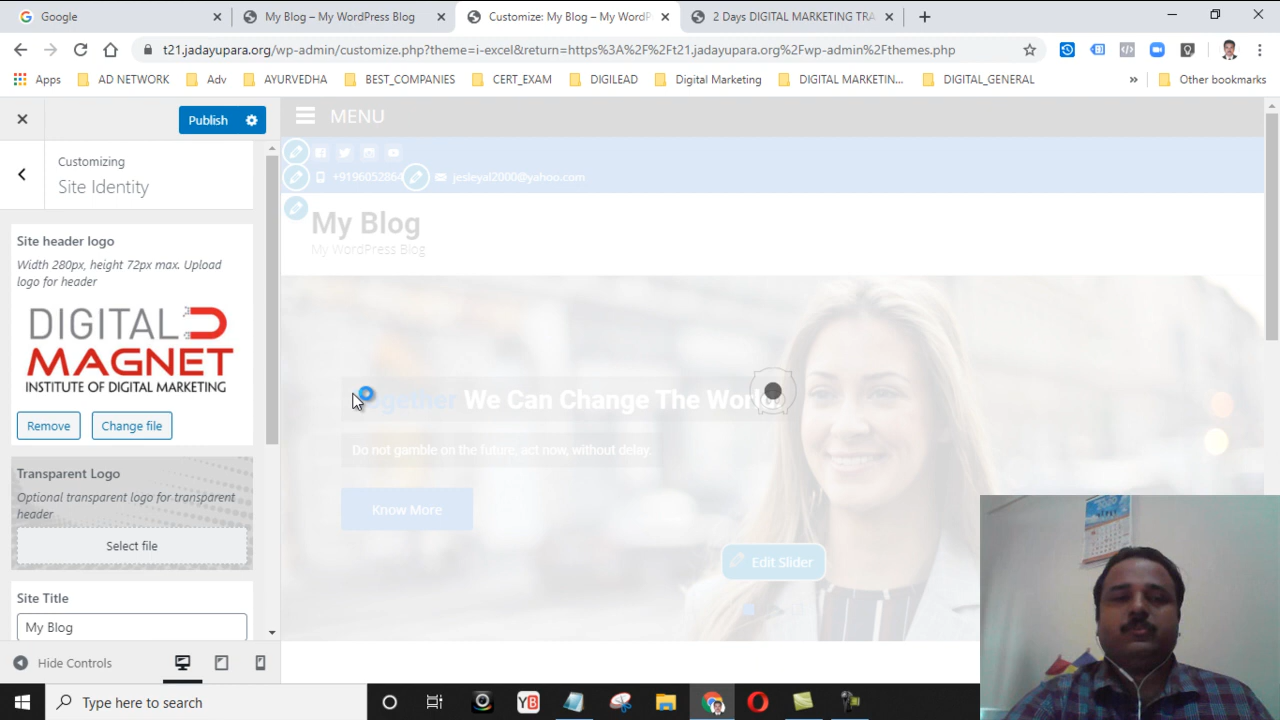 Google
My Blog – My WordPress Blog
Customize: My Blog – My WordP
2 Days DIGITAL MARKETING TRA
t21.jadayupara.org/wp-admin/customize.php?theme=i-excel&return=https%3A%2F%2Ft21.jadayupara.org%2Fwp-admin%2Fthemes.php
Apps
AD NETWORK
Adv
AYURVEDHA
BEST_COMPANIES
CERT_EXAM
DIGILEAD
Digital Marketing
DIGITAL MARKETIN...
DIGITAL_GENERAL
»
Other bookmarks
Publish
Customizing
Site Identity
Site header logo
Width 280px, height 72px max. Upload
logo for header
DIGITAL
MAGNET
INSTITUTE OF DIGITAL MARKETING
Remove
Change file
Transparent Logo
Optional transparent logo for transparent
header
Select file
Site Title
My Blog
Hide Controls
MENU
+9196052864
jesleyal2000@yahoo.com
My Blog
My WordPress Blog
Together We Can Change The World.
Do not gamble on the future, act now, without delay.
Know More
Edit Slider
Type here to search
YB